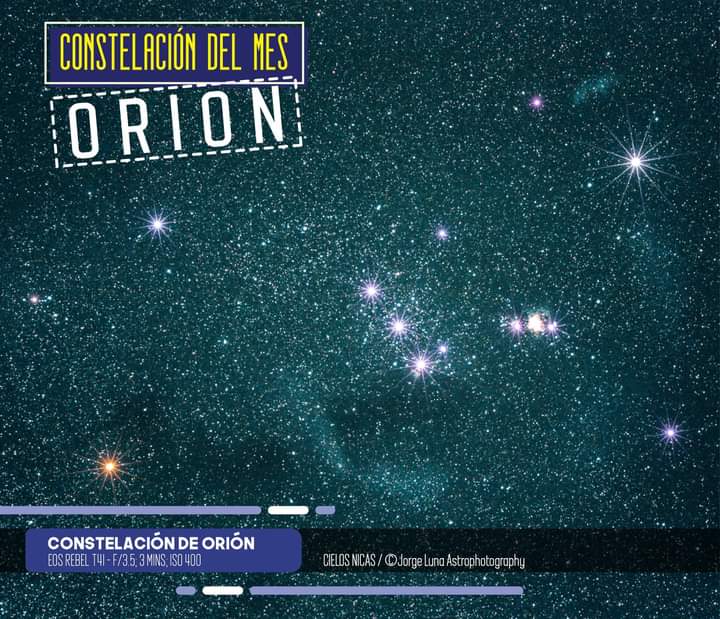 CONSTELACIÓN DEL MES
ORION
CONSTELACIÓN DE ORIÓN
EOS REBEL T4I - F/3.5, 3 MINS, ISO 400
CIELOS NICAS / ©Jorge Luna Astrophotography